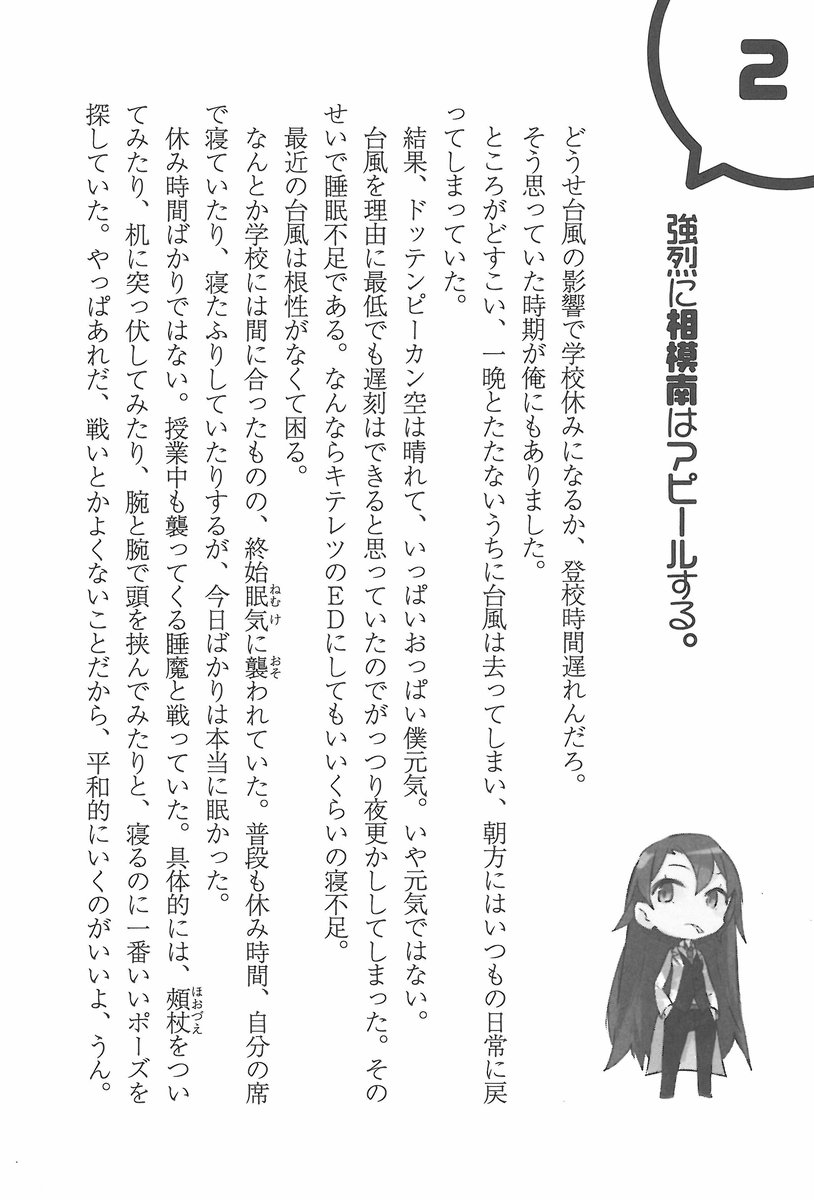 2
強烈に相模南はアピールする。
どうせ台風の影響で学校休みになるか、登校時間遅れんだろ。
そう思っていた時期が俺にもありました。
ところがどすこい、一晩とたたないうちに台風は去ってしまい、朝方にはいつもの日常に戻
ってしまっていた。
結果、ドッテンピーカン空は晴れて、いっぱいおっぱい僕元気。いや元気ではない。
台風を理由に最低でも遅刻はできると思っていたのでがっつり夜更かししてしまった。その
せいで睡眠不足である。なんならキテレツのEDにしてもいいくらいの寝不足。
最近の台風は根性がなくて困る。
なんとか学校には間に合ったものの、終始眠気に襲われていた。普段も休み時間、自分の席
で寝ていたり、寝たふりしていたりするが、今日ばかりは本当に眠かった。
休み時間ばかりではない。授業中も襲ってくる睡魔と戦っていた。具体的には、頰杖をつい
てみたり、机に突っ伏してみたり、腕と腕で頭を挟んでみたりと、寝るのに一番いいポーズを
探していた。やっぱあれだ、戦いとかよくないことだから、平和的にいくのがいいよ、うん。